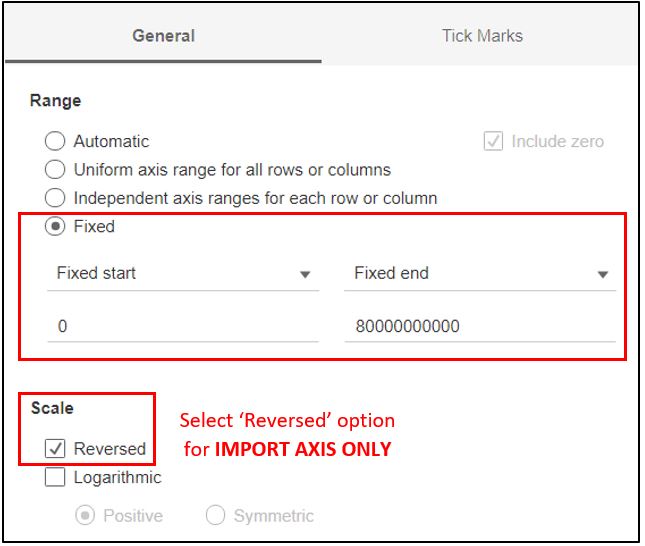 General Tick Marks
Range
Automatic Include zero
Uniform axis range for all rows or columns
Independent axis ranges for each row or column
Fixed
Fixed start Fixed end
0 80000000000
Scale
Select ‘Reversed’ option
for IMPORT AXIS ONLY
Reversed
Logarithmic
Positive Symmetric